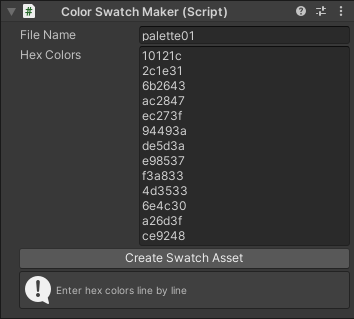 # Color Swatch Maker (Script)
File Name palette01
Hex Colors 10121c
2c1e31
6b2643
ac2847
ec273f
94493a
de5d3a
e98537
f3a833
4d3533
6e4c30
a26d3f
ce9248
Create Swatch Asset
Enter hex colors line by line